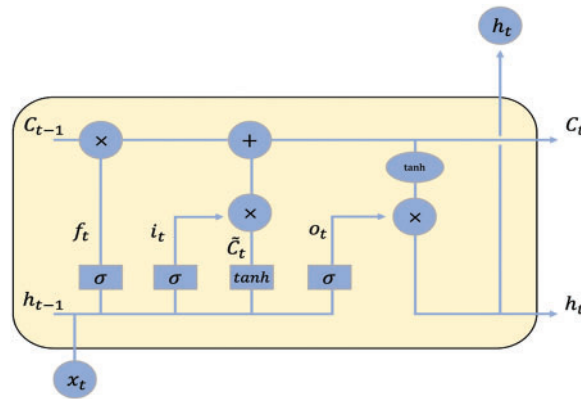 h_t
C_{t-1} × + C_t
tanh
f_t i_t × o_t ×
C̃_t
σ σ tanh σ
h_{t-1} h_t
x_t